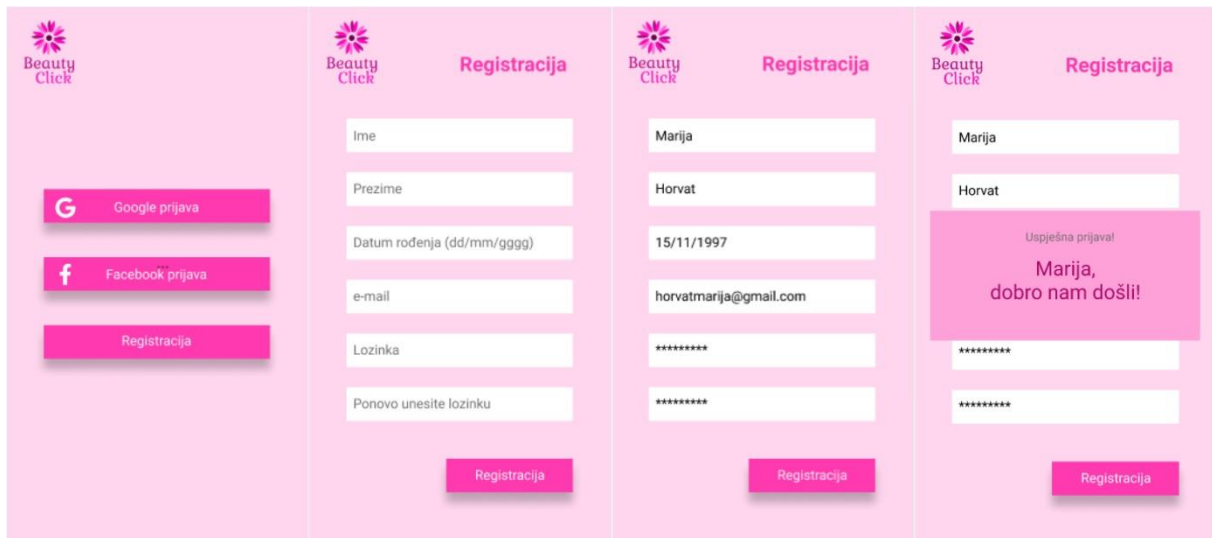 Beauty
Click
Google prijava
Facebook prijava
Registracija
Beauty
Click
Registracija
Ime
Prezime
Datum rođenja (dd/mm/gggg)
e-mail
Lozinka
Ponovo unesite lozinku
Registracija
Beauty
Click
Registracija
Marija
Horvat
15/11/1997
horvatmarija@gmail.com
*********
*********
Registracija
Beauty
Click
Registracija
Marija
Horvat
Uspješna prijava!
Marija,
dobro nam došli!
*********
*********
Registracija